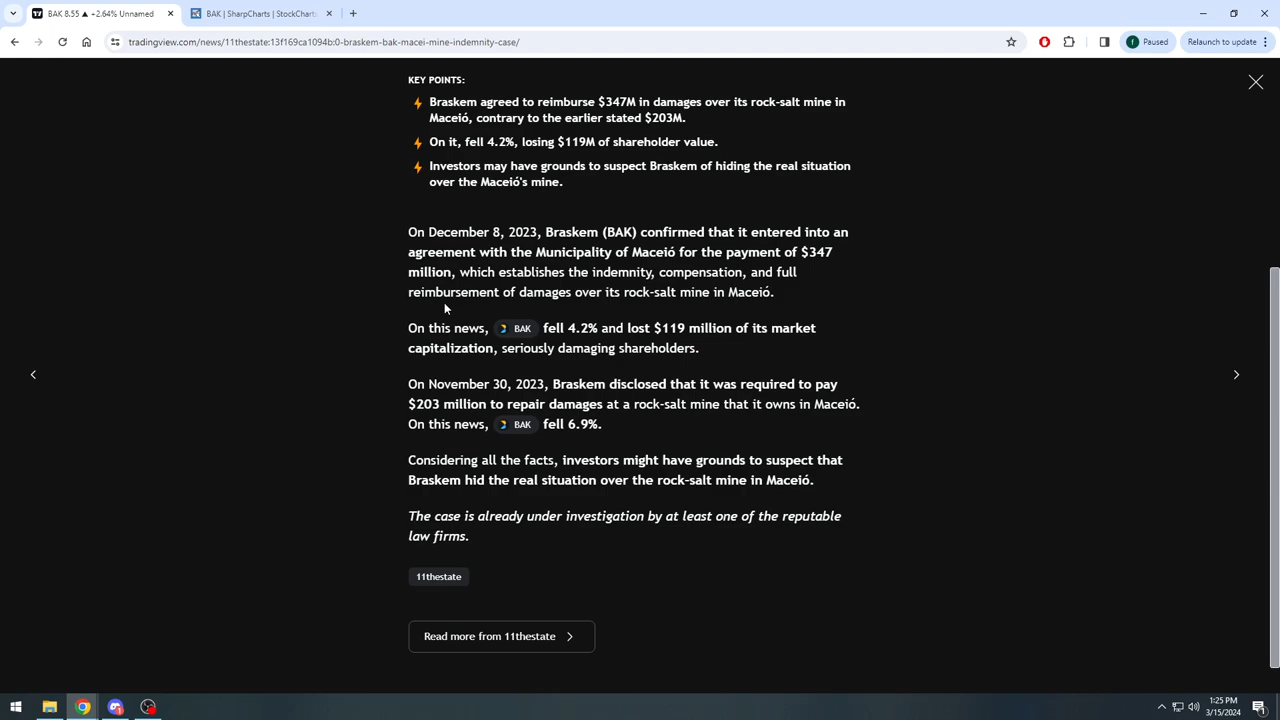 BAK 8.55 ▲ +2.64% Unnamed
BAK | SharpCharts | StockChart
tradingview.com/news/11thestate:13f169ca1094b:0-braskem-bak-macei-mine-indemnity-case/
f Paused
Relaunch to update
KEY POINTS:
Braskem agreed to reimburse $347M in damages over its rock-salt mine in
Maceió, contrary to the earlier stated $203M.
On it, fell 4.2%, losing $119M of shareholder value.
Investors may have grounds to suspect Braskem of hiding the real situation
over the Maceió's mine.
On December 8, 2023, Braskem (BAK) confirmed that it entered into an
agreement with the Municipality of Maceió for the payment of $347
million, which establishes the indemnity, compensation, and full
reimbursement of damages over its rock-salt mine in Maceió.
On this news, BAK fell 4.2% and lost $119 million of its market
capitalization, seriously damaging shareholders.
On November 30, 2023, Braskem disclosed that it was required to pay
$203 million to repair damages at a rock-salt mine that it owns in Maceió.
On this news, BAK fell 6.9%.
Considering all the facts, investors might have grounds to suspect that
Braskem hid the real situation over the rock-salt mine in Maceió.
The case is already under investigation by at least one of the reputable
law firms.
11thestate
Read more from 11thestate
1:25 PM
3/15/2024